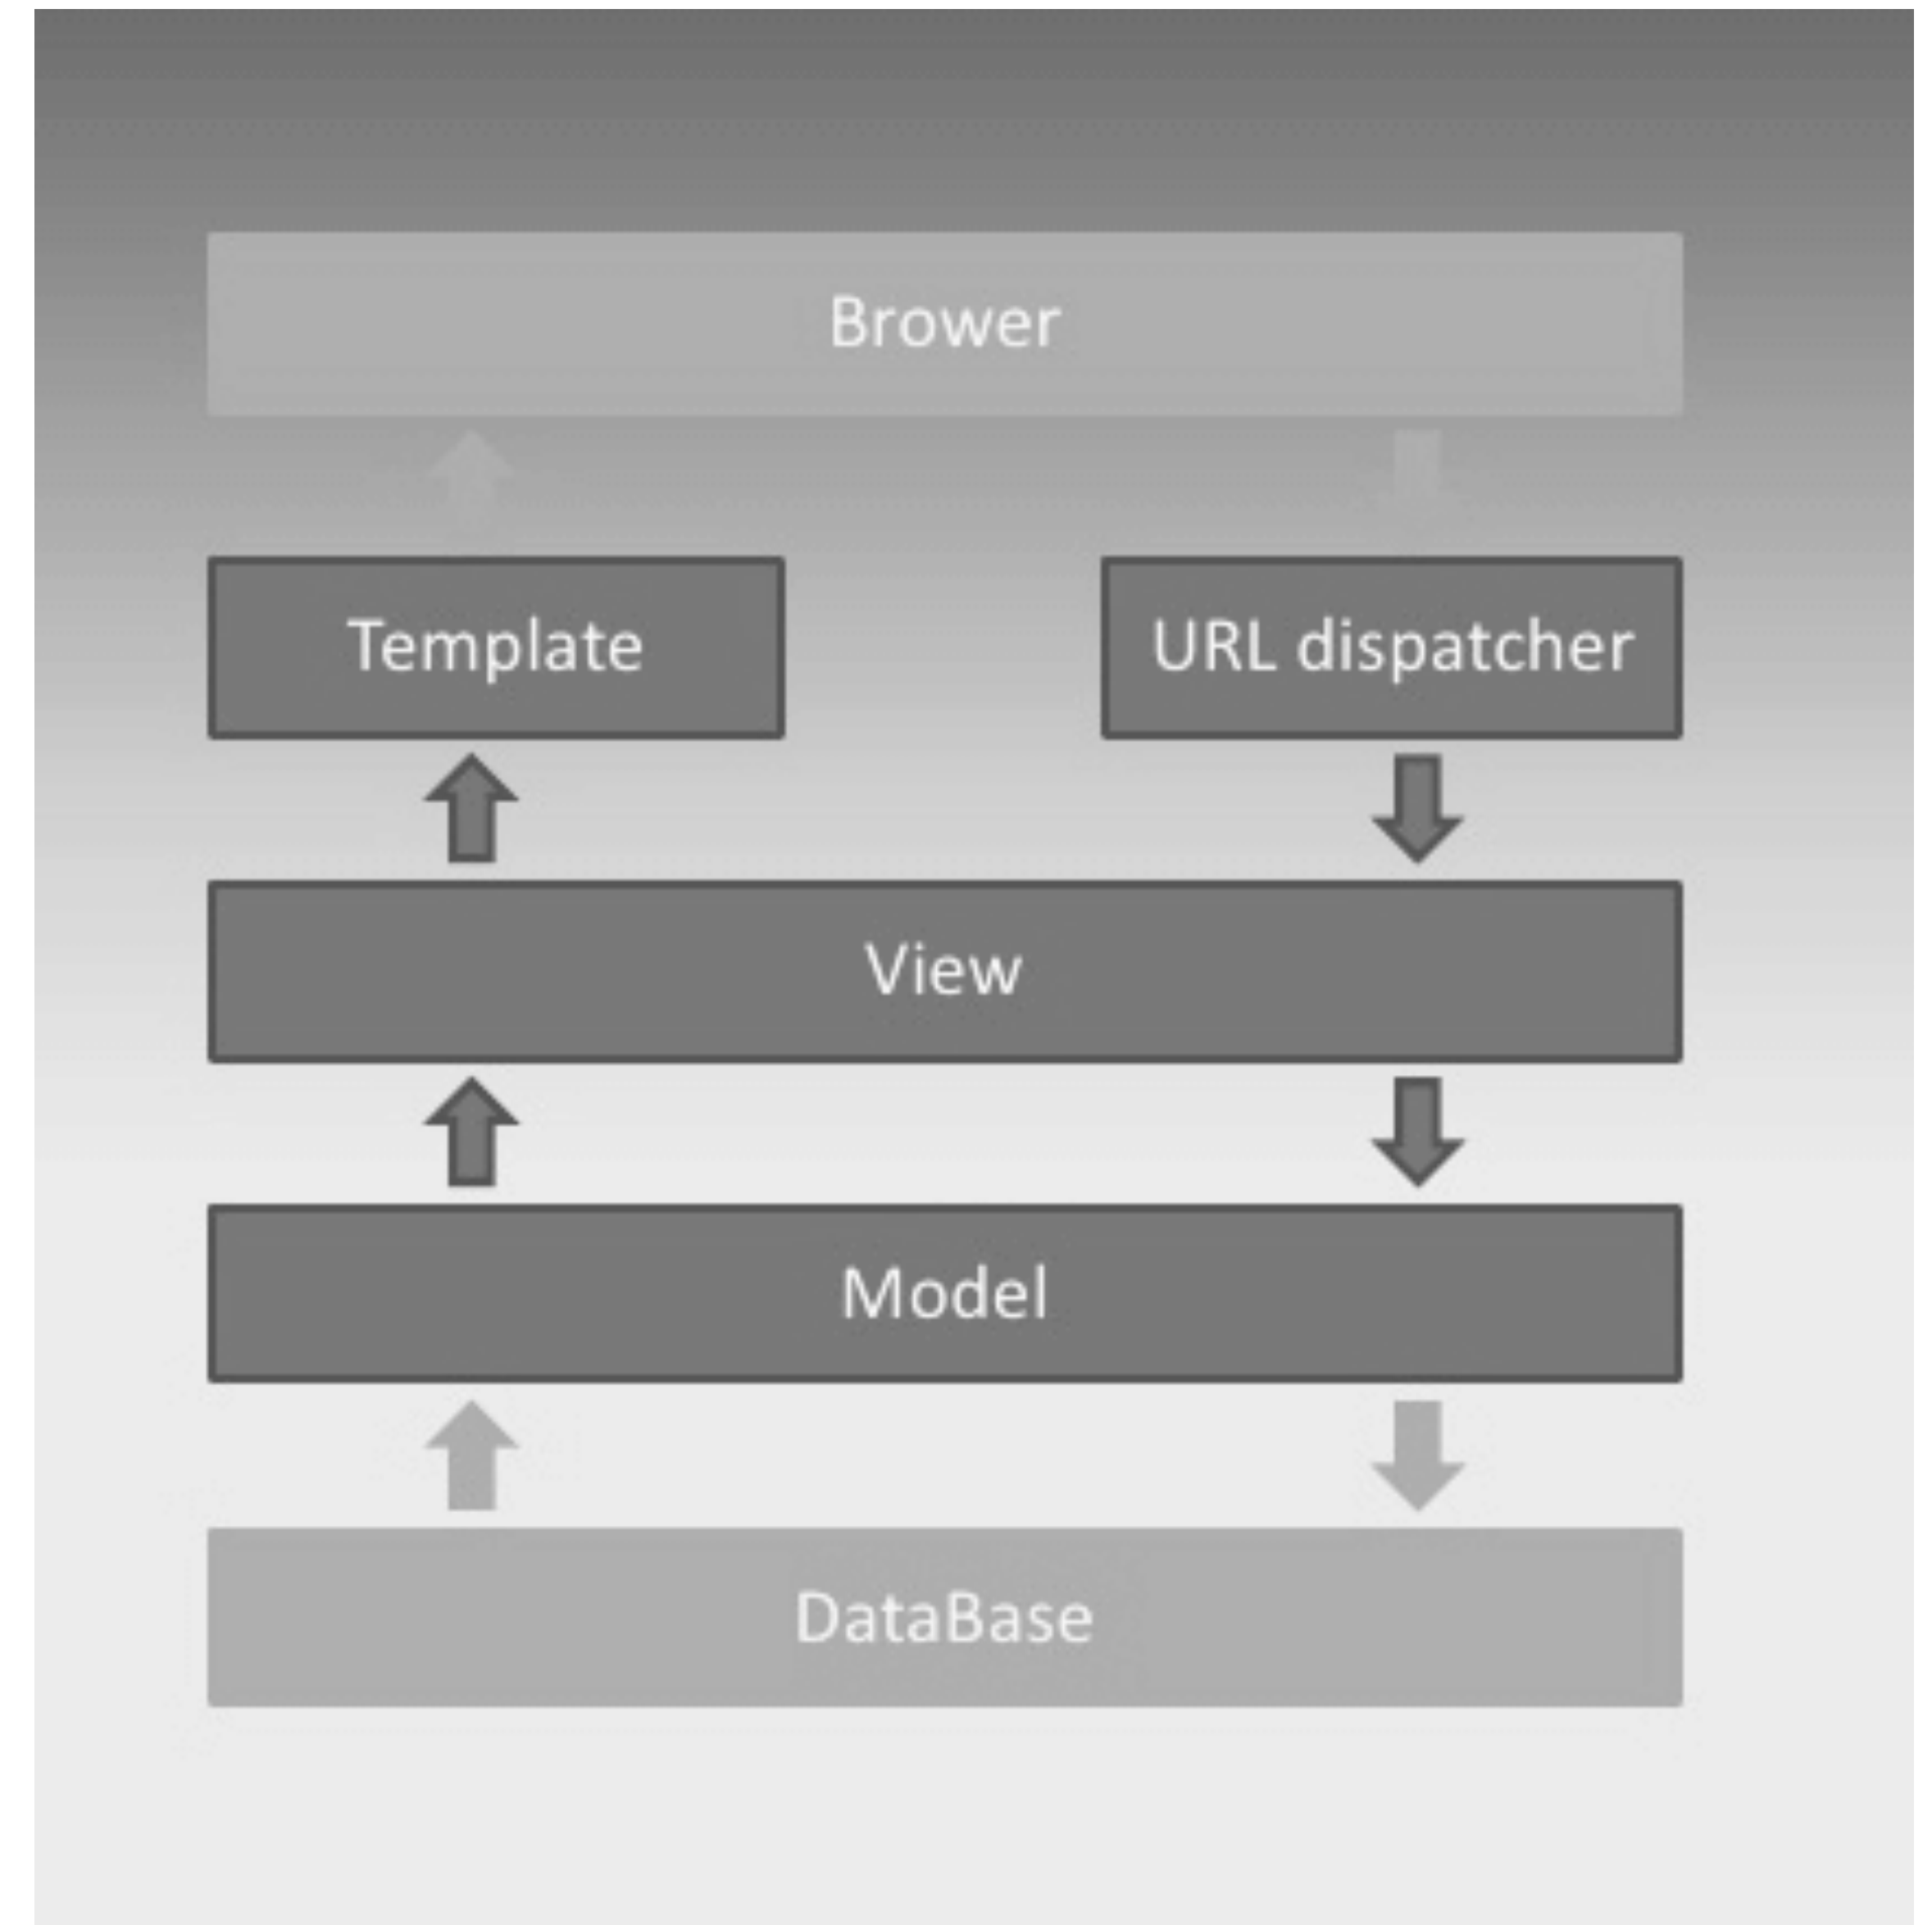 Brower
Template
URL dispatcher
View
Model
DataBase